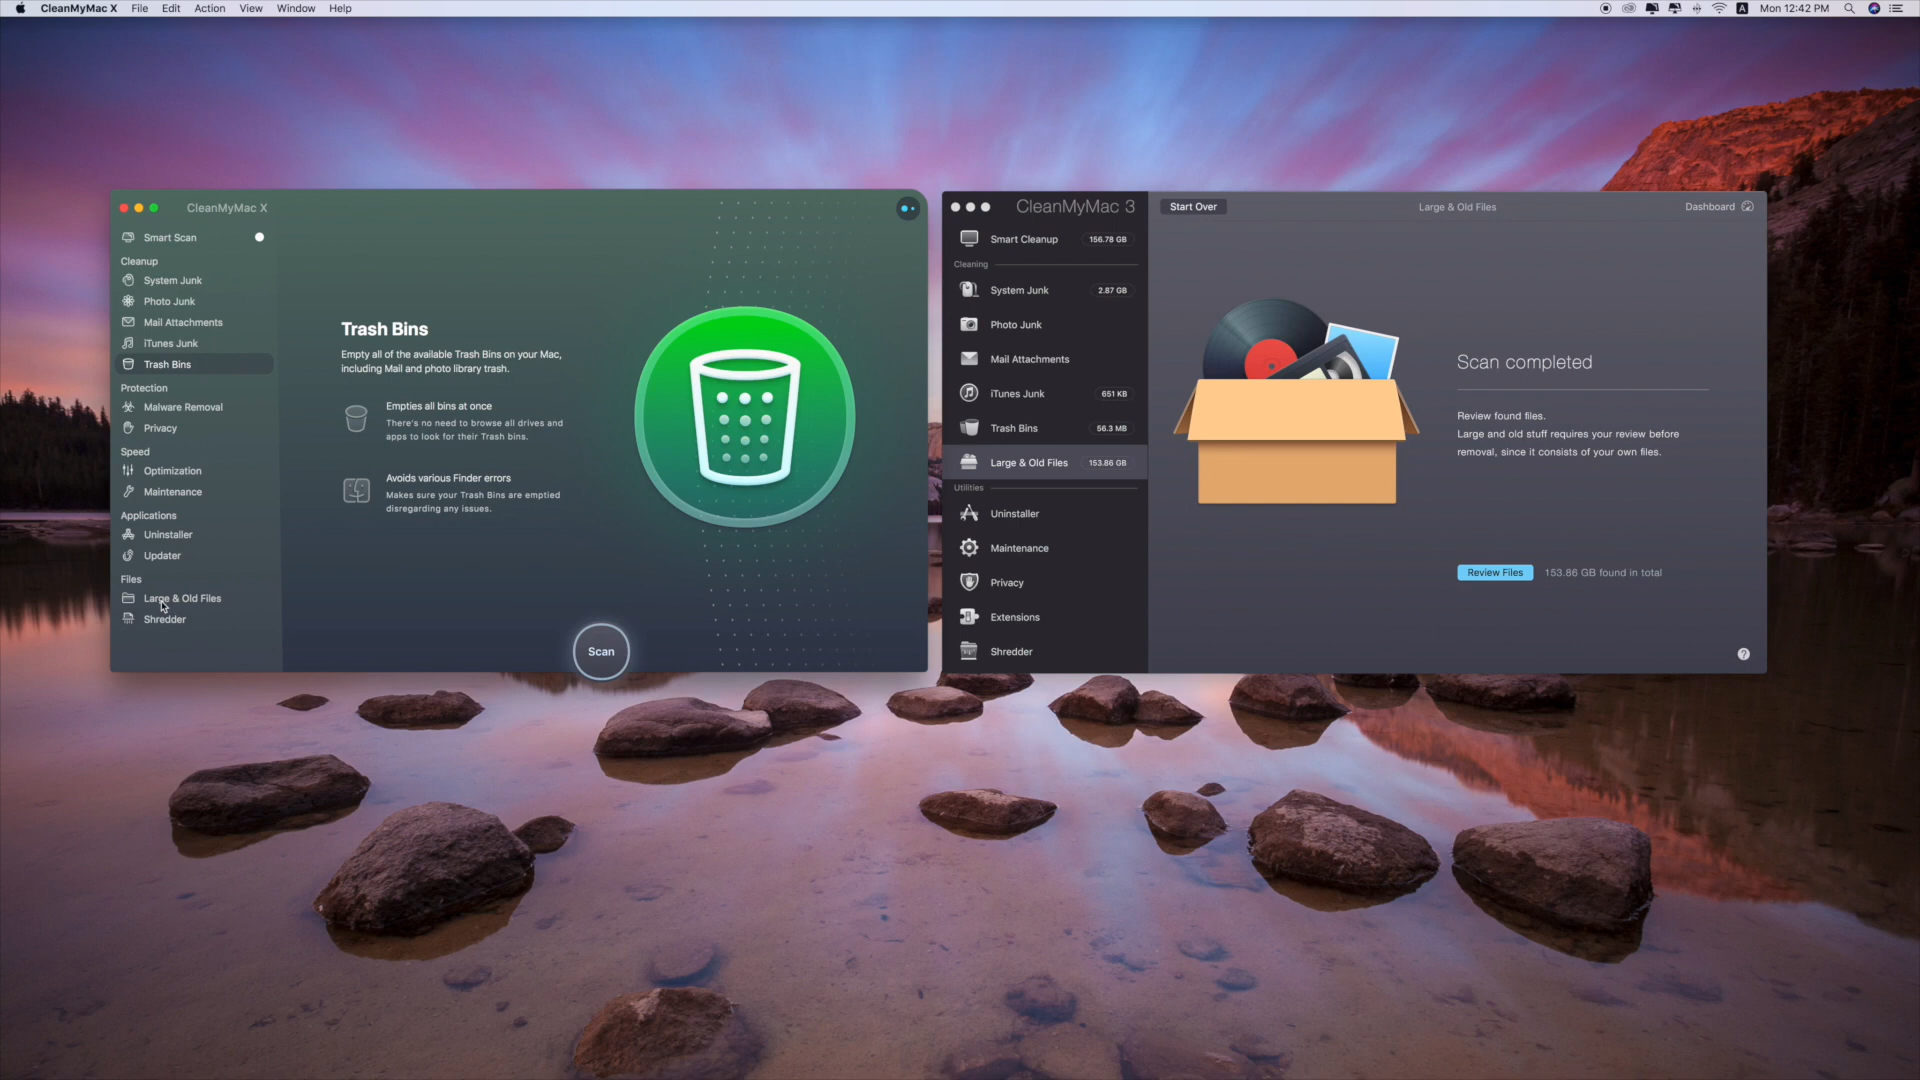 CleanMyMac X File Edit Action View Window Help
A Mon 12:42 PM
CleanMyMac X
Smart Scan
Cleanup
System Junk
Photo Junk
Mail Attachments
iTunes Junk
Trash Bins
Protection
Malware Removal
Privacy
Speed
Optimization
Maintenance
Applications
Uninstaller
Updater
Files
Large & Old Files
Shredder
Trash Bins
Empty all of the available Trash Bins on your Mac,
including Mail and photo library trash.
Empties all bins at once
There's no need to browse all drives and
apps to look for their Trash bins.
Avoids various Finder errors
Makes sure your Trash Bins are emptied
disregarding any issues.
Scan
CleanMyMac 3
Smart Cleanup 156.78 GB
Cleaning
System Junk 2.87 GB
Photo Junk
Mail Attachments
iTunes Junk 651 KB
Trash Bins 56.3 MB
Large & Old Files 153.86 GB
Utilities
Uninstaller
Maintenance
Privacy
Extensions
Shredder
Start Over Large & Old Files Dashboard
Scan completed
Review found files.
Large and old stuff requires your review before
removal, since it consists of your own files.
Review Files 153.86 GB found in total
?